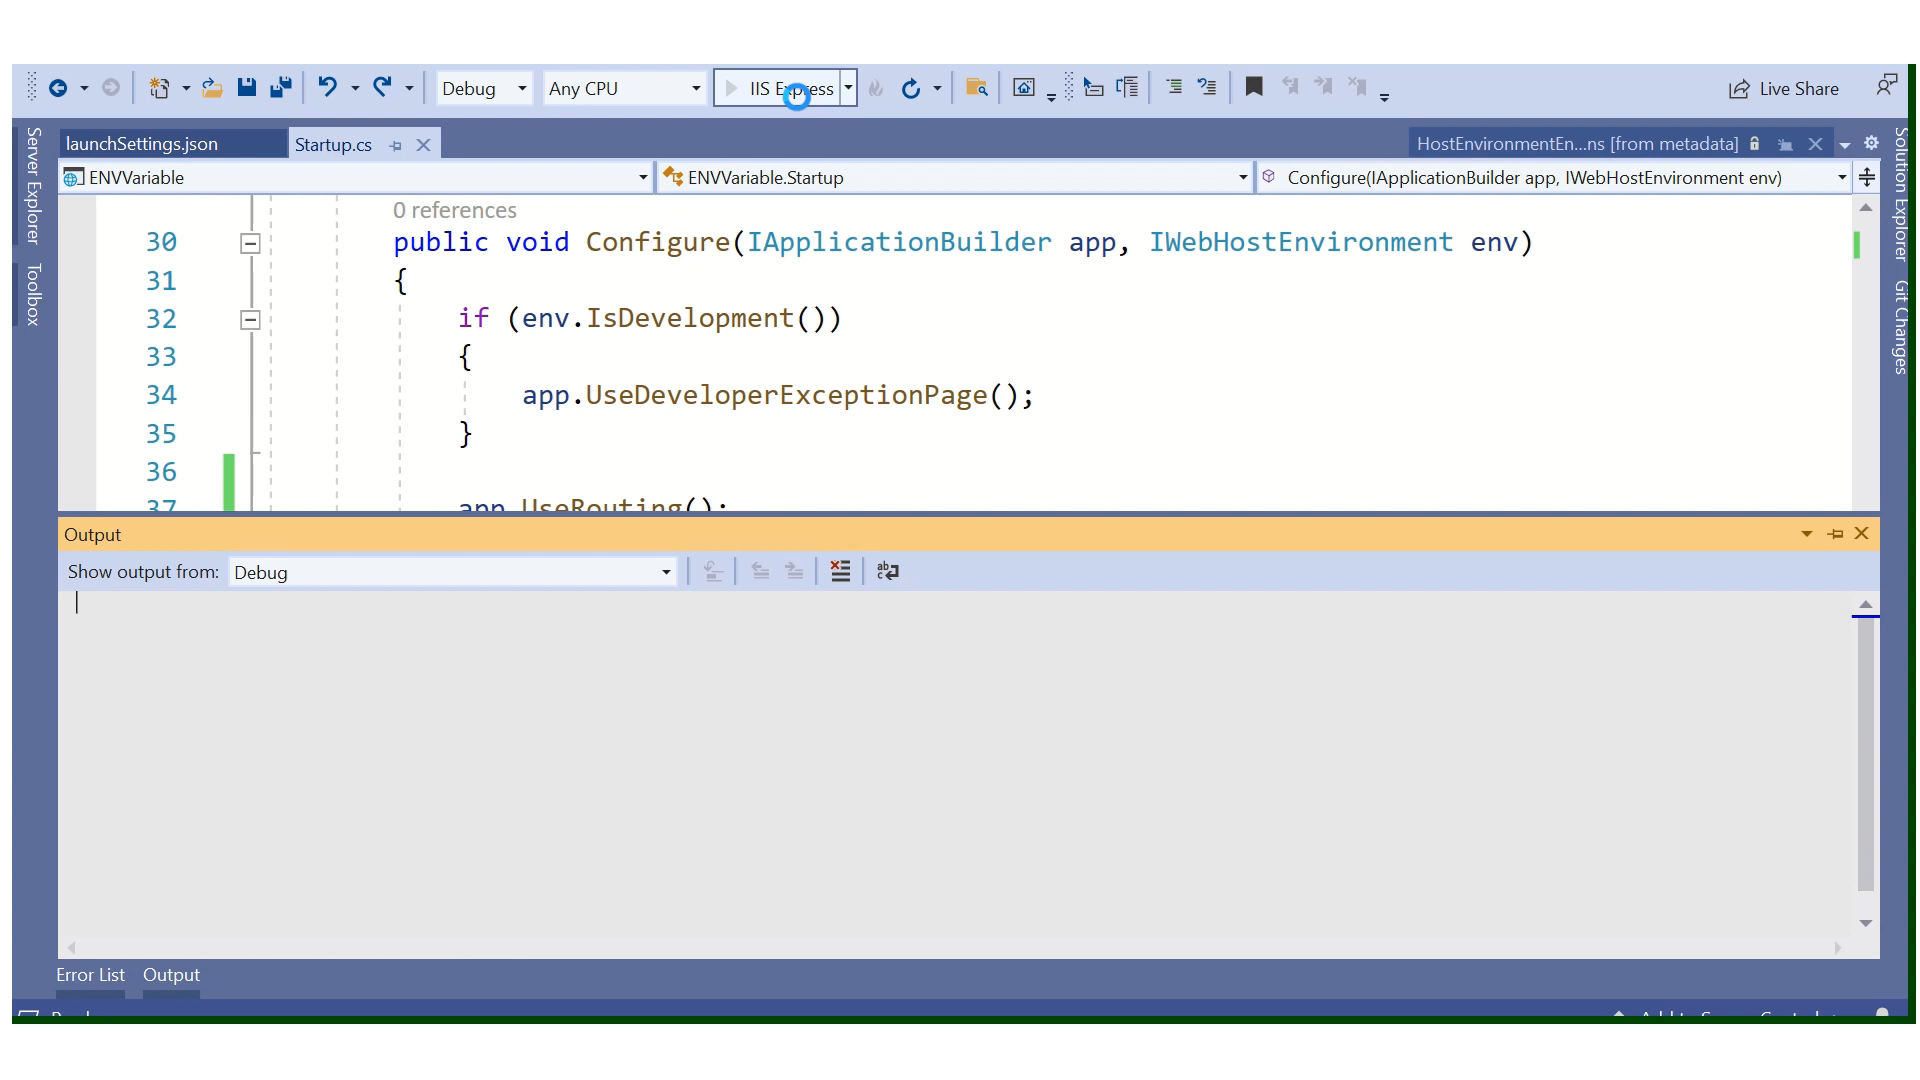 Debug Any CPU IIS Express Live Share
launchSettings.json Startup.cs HostEnvironmentEn...ns [from metadata]
ENVVariable ENVVariable.Startup Configure(IApplicationBuilder app, IWebHostEnvironment env)
Server Explorer
Toolbox
Solution Explorer
Git Changes
0 references
30 public void Configure(IApplicationBuilder app, IWebHostEnvironment env)
31 {
32 if (env.IsDevelopment())
33 {
34 app.UseDeveloperExceptionPage();
35 }
36
37 app.UseRouting();
Output
Show output from: Debug
Error List Output